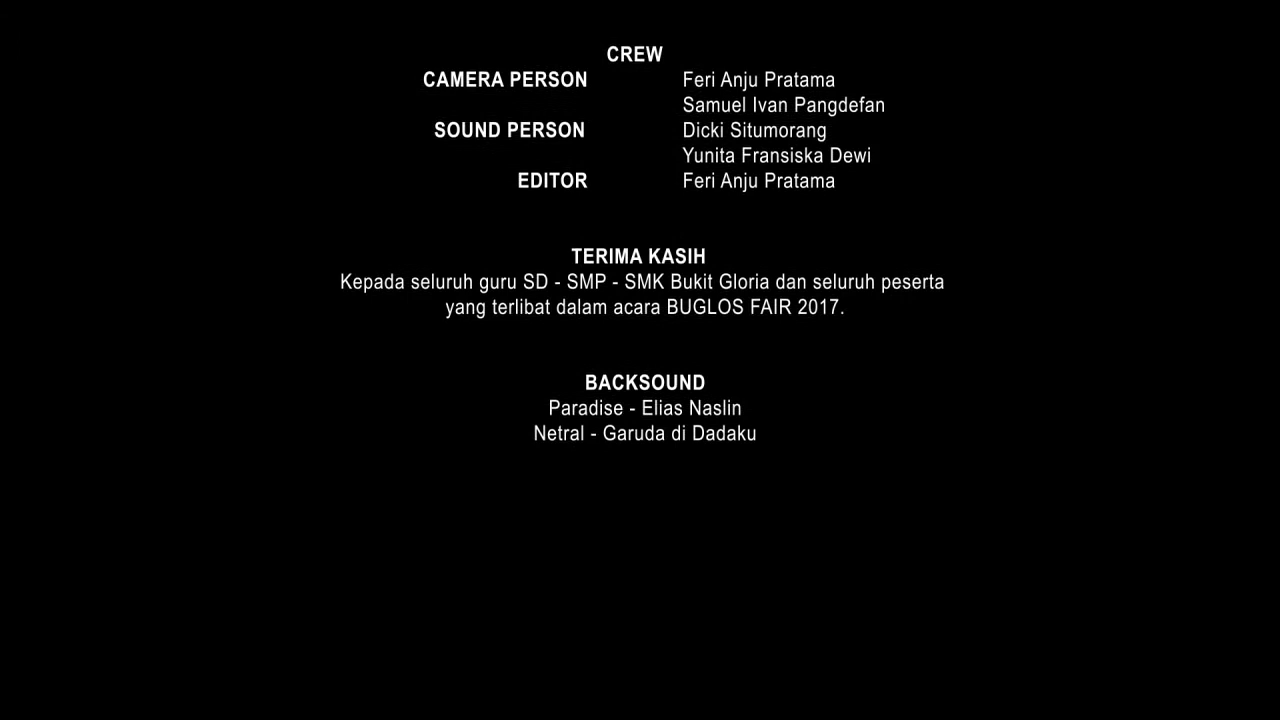 CREW
CAMERA PERSON Feri Anju Pratama
Samuel Ivan Pangdefan
SOUND PERSON Dicki Situmorang
Yunita Fransiska Dewi
EDITOR Feri Anju Pratama
TERIMA KASIH
Kepada seluruh guru SD - SMP - SMK Bukit Gloria dan seluruh peserta
yang terlibat dalam acara BUGLOS FAIR 2017.
BACKSOUND
Paradise - Elias Naslin
Netral - Garuda di Dadaku